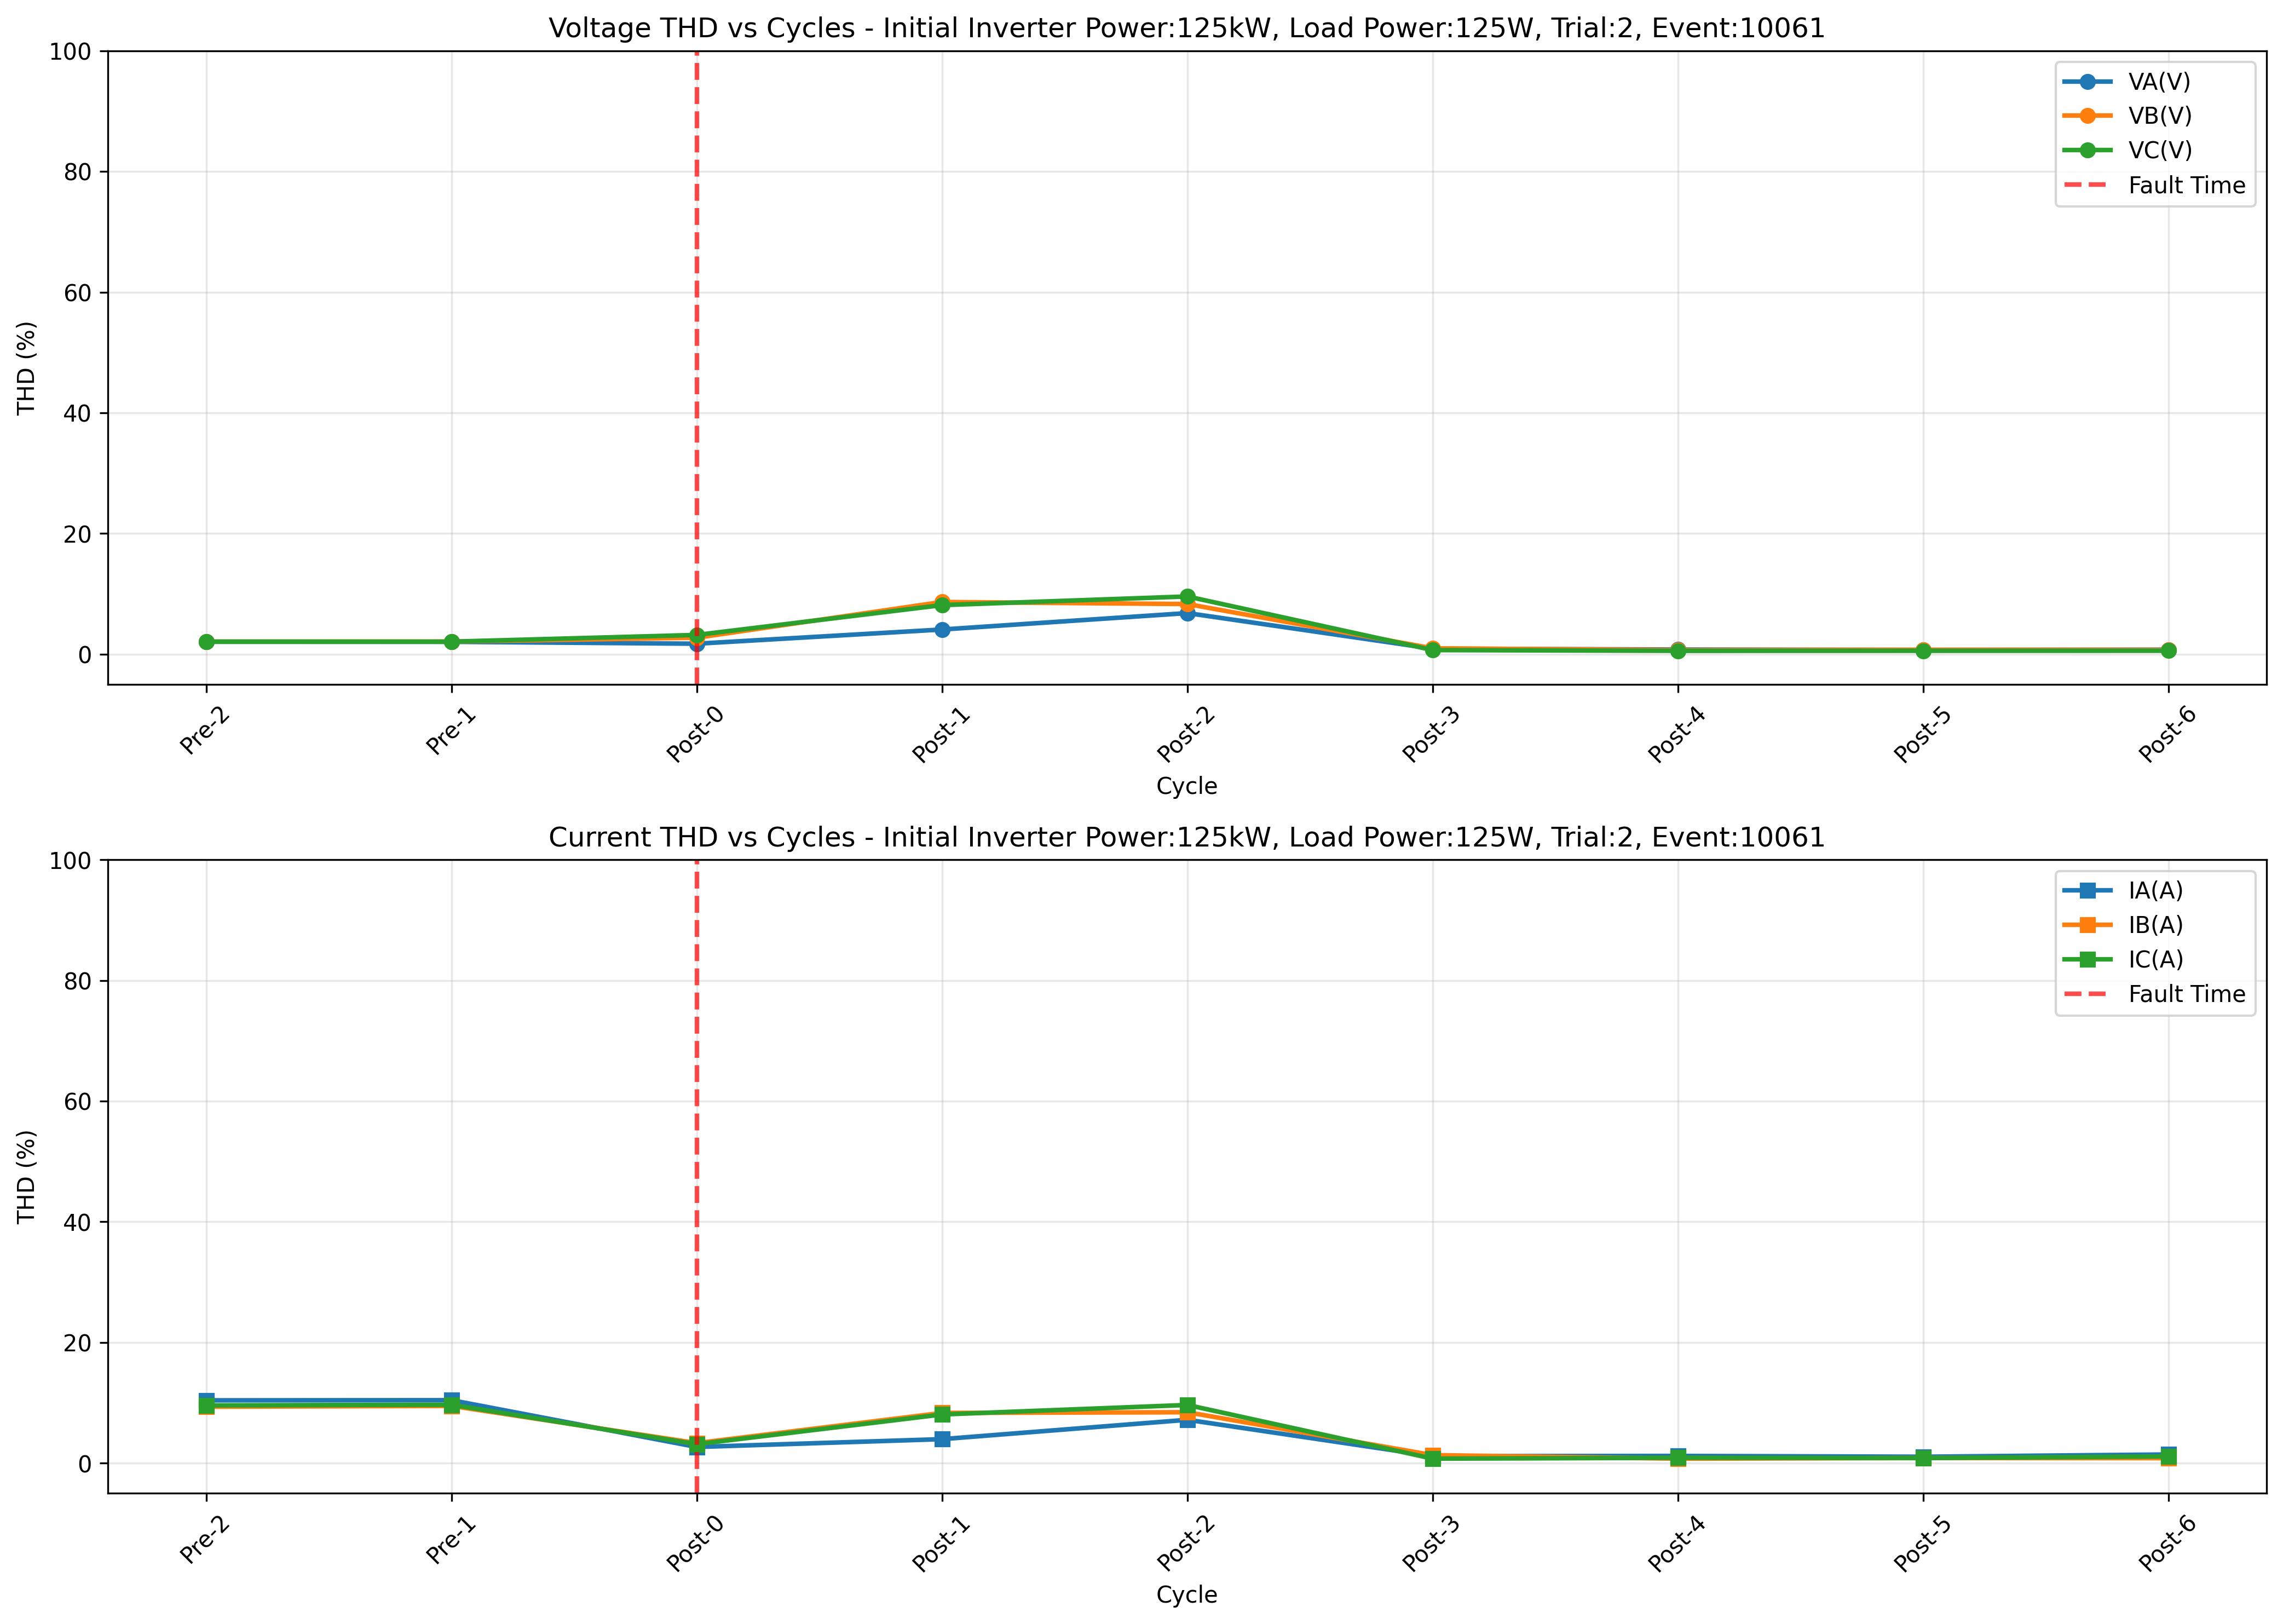 Voltage THD vs Cycles - Initial Inverter Power:125kW, Load Power:125W, Trial:2, Event:10061
100
80
60
40
20
0
THD (%)
VA(V)
VB(V)
VC(V)
Fault Time
Pre-2
Pre-1
Post-0
Post-1
Post-2
Post-3
Post-4
Post-5
Post-6
Cycle
Current THD vs Cycles - Initial Inverter Power:125kW, Load Power:125W, Trial:2, Event:10061
100
80
60
40
20
0
THD (%)
IA(A)
IB(A)
IC(A)
Fault Time
Pre-2
Pre-1
Post-0
Post-1
Post-2
Post-3
Post-4
Post-5
Post-6
Cycle